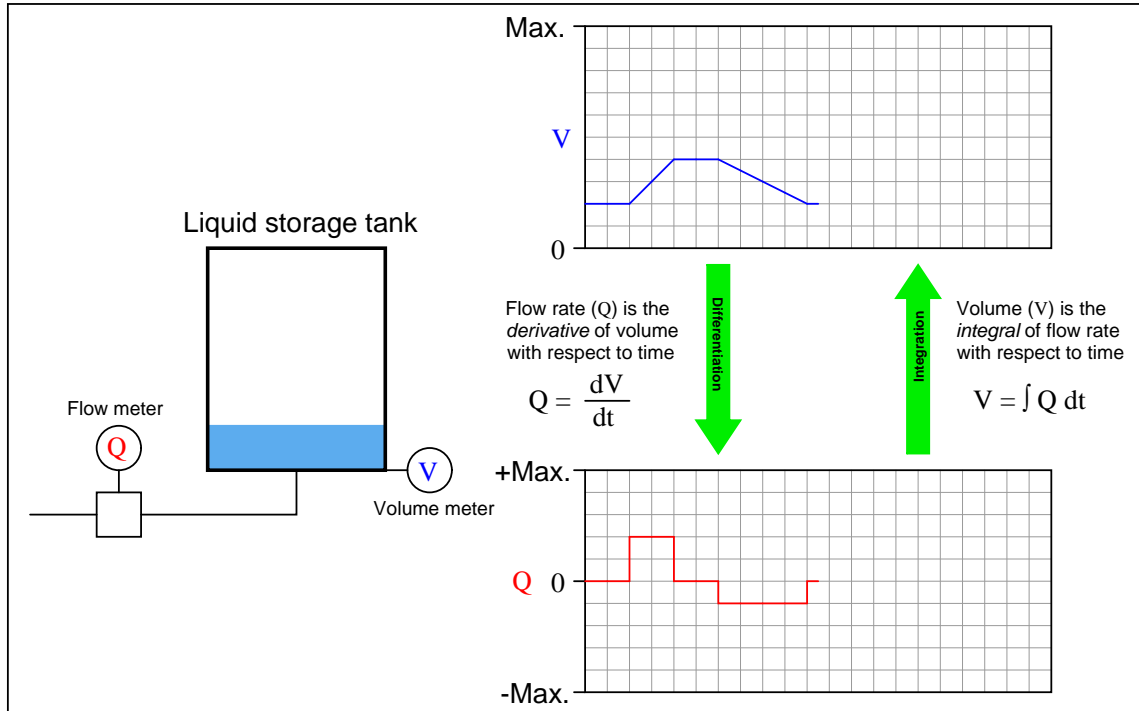 Max.
V
0
Liquid storage tank
Flow rate (Q) is the
derivative of volume
with respect to time
Q = dV
dt
Differentiation
Integration
Volume (V) is the
integral of flow rate
with respect to time
V = ∫ Q dt
Flow meter
Q
V
Volume meter
+Max.
Q 0
-Max.